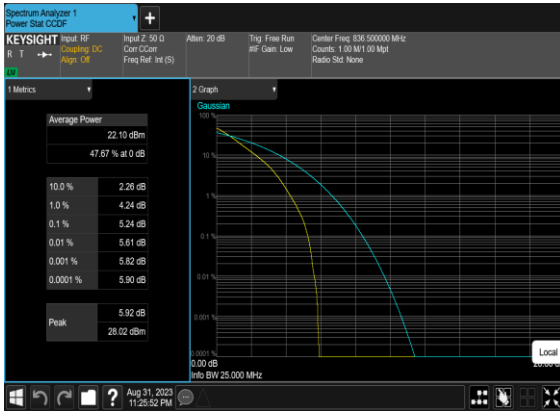 Spectrum Analyzer 1
Power Stat CCDF
KEYSIGHT
R T
LVI
Input: RF
Coupling: DC
Align: Off
Input Z: 50 Ω
Corr CCorr
Freq Ref: Int (S)
Atten: 20 dB
Trig: Free Run
#IF Gain: Low
Center Freq: 836.500000 MHz
Counts: 1.00 M/1.00 Mpt
Radio Std: None
1 Metrics
Average Power
22.10 dBm
47.67 % at 0 dB
10.0 % 2.26 dB
1.0 % 4.24 dB
0.1 % 5.24 dB
0.01 % 5.61 dB
0.001 % 5.82 dB
0.0001 % 5.90 dB
Peak
5.92 dB
28.02 dBm
2 Graph
Gaussian
100 %
10 %
1 %
0.1 %
0.01 %
0.001 %
0.0001 %
0.00 dB
Info BW 25.000 MHz
Local
Aug 31, 2023
11:25:52 PM